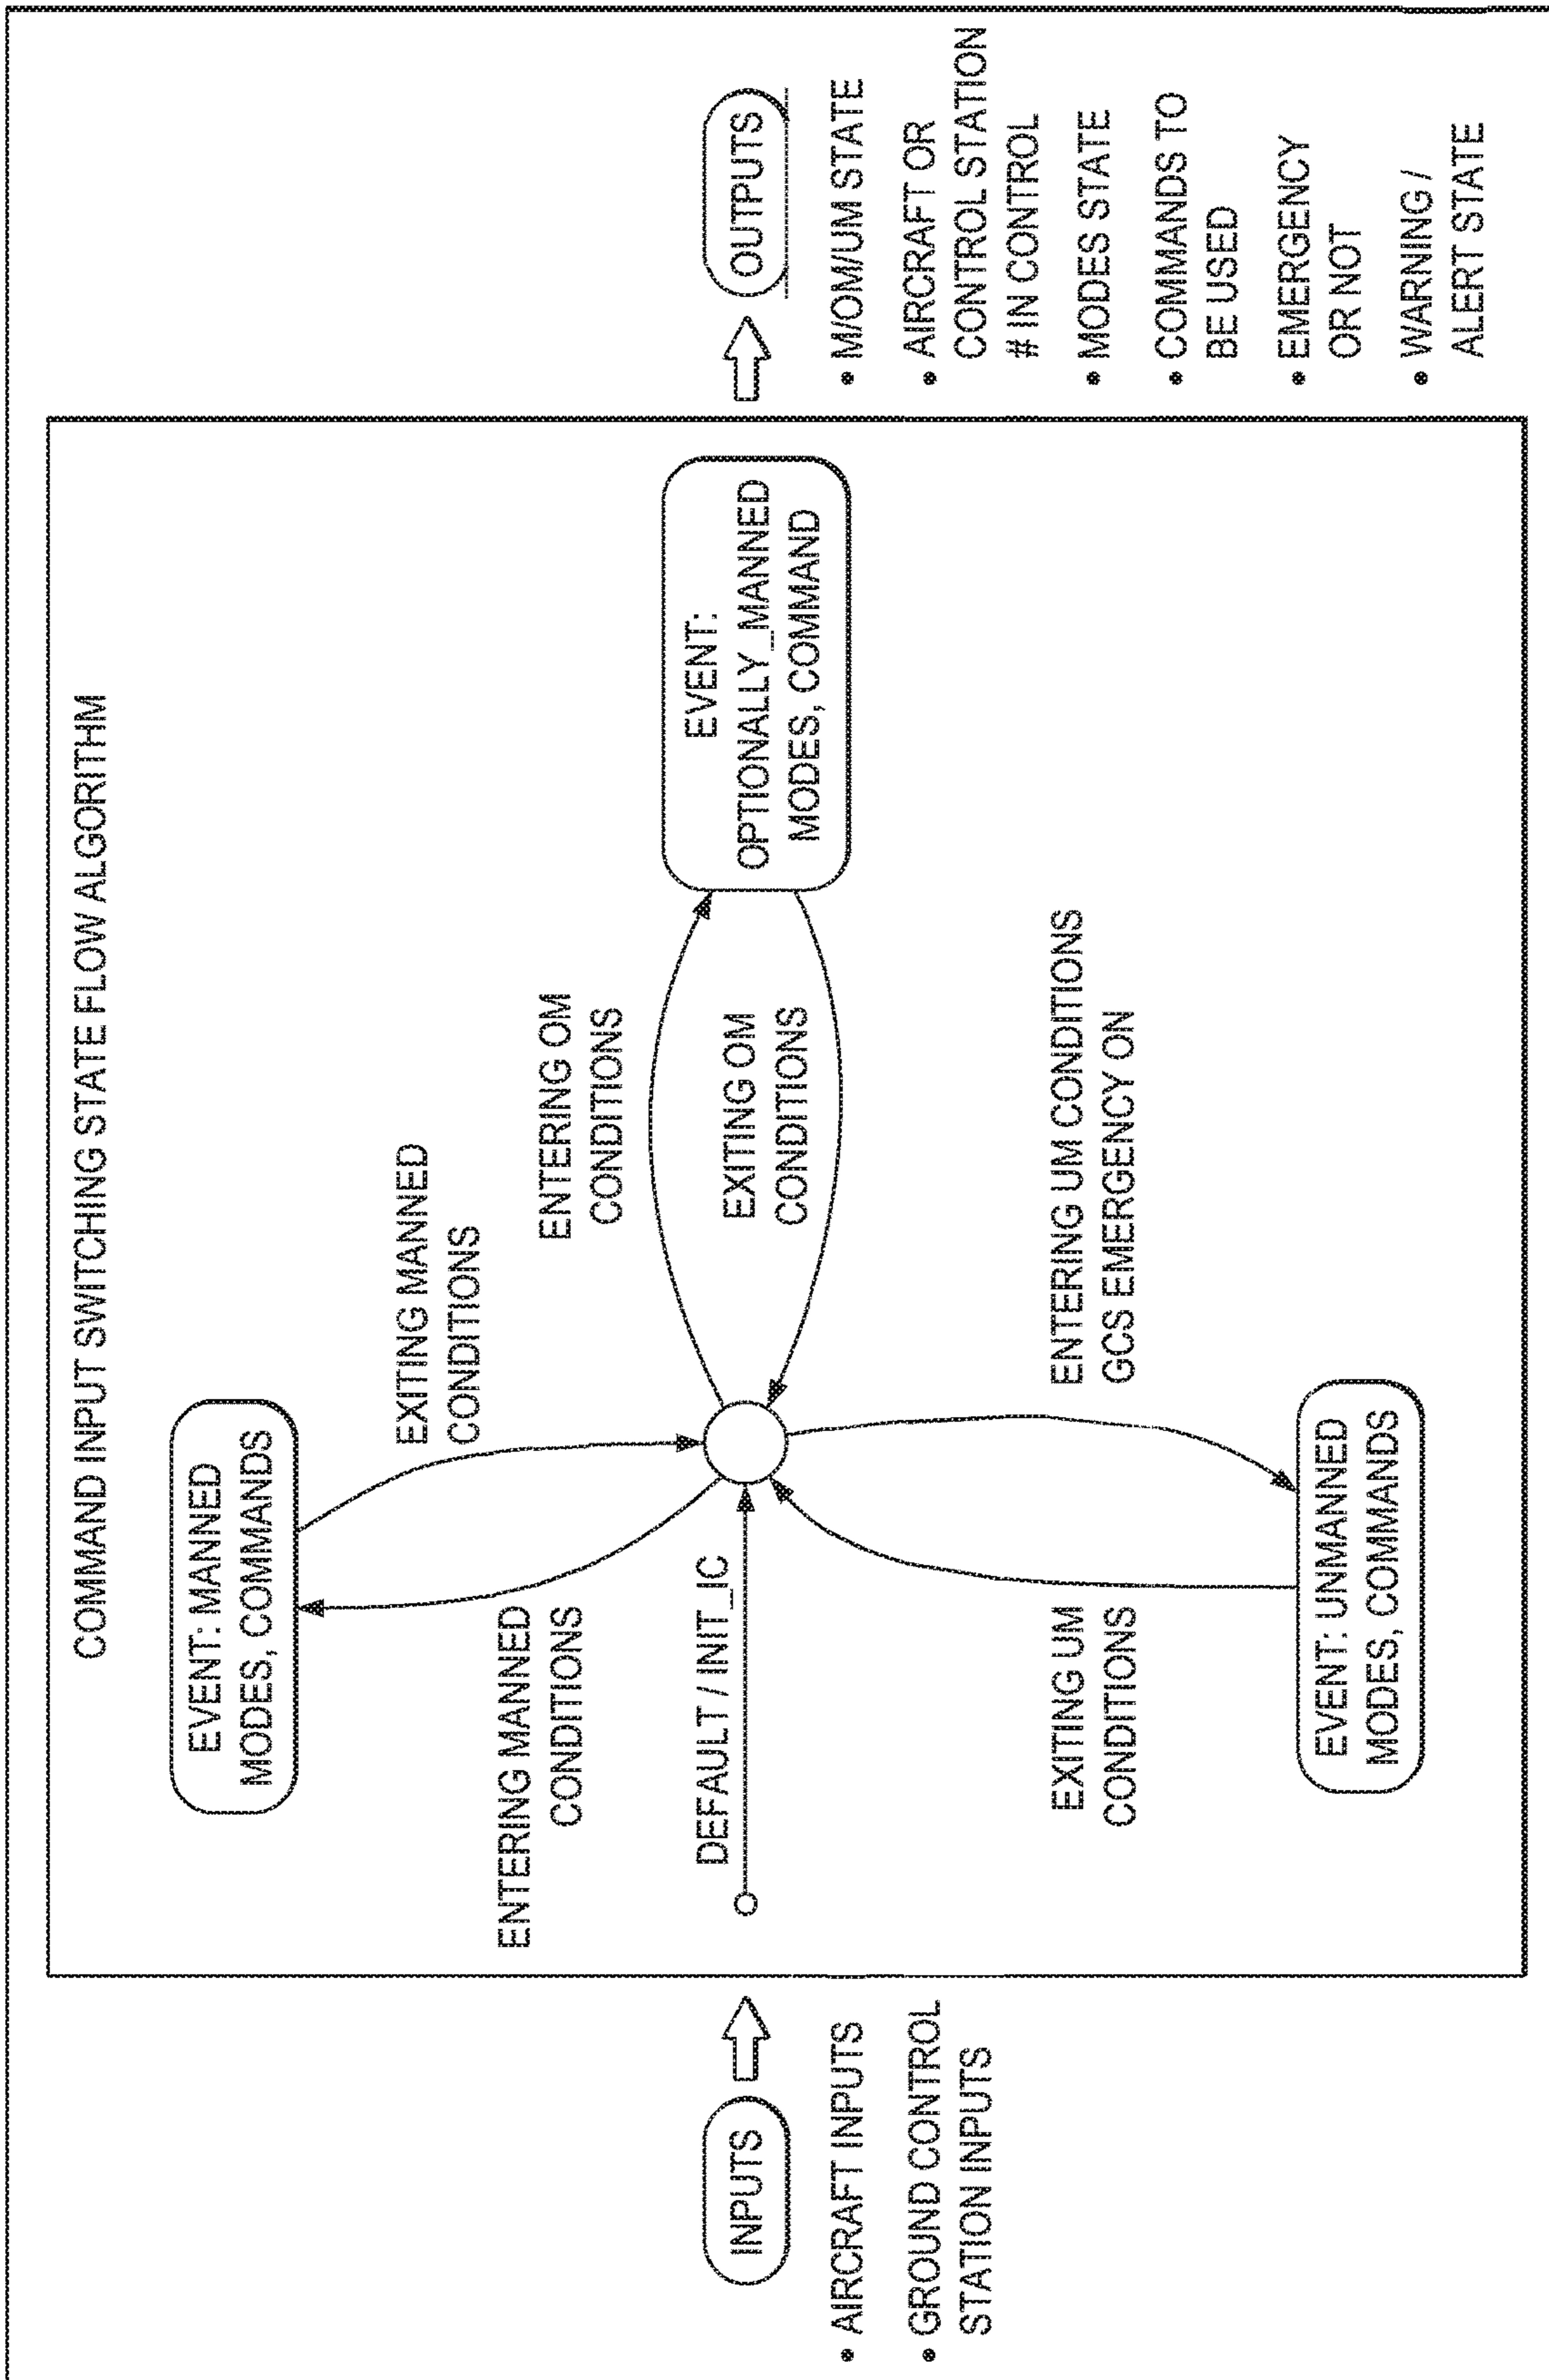 COMMAND INPUT SWITCHING STATE FLOW ALGORITHM
INPUTS
• AIRCRAFT INPUTS
• GROUND CONTROL
STATION INPUTS
EVENT: MANNED
MODES, COMMANDS
EXITING MANNED
CONDITIONS
ENTERING MANNED
CONDITIONS
DEFAULT / INIT_IC
ENTERING OM
CONDITIONS
EXITING OM
CONDITIONS
EVENT:
OPTIONALLY_MANNED
MODES, COMMAND
EXITING UM
CONDITIONS
ENTERING UM CONDITIONS
GCS EMERGENCY ON
EVENT: UNMANNED
MODES, COMMANDS
OUTPUTS
• M/OM/UM STATE
• AIRCRAFT OR
CONTROL STATION
# IN CONTROL
• MODES STATE
• COMMANDS TO
BE USED
• EMERGENCY
OR NOT
• WARNING /
ALERT STATE